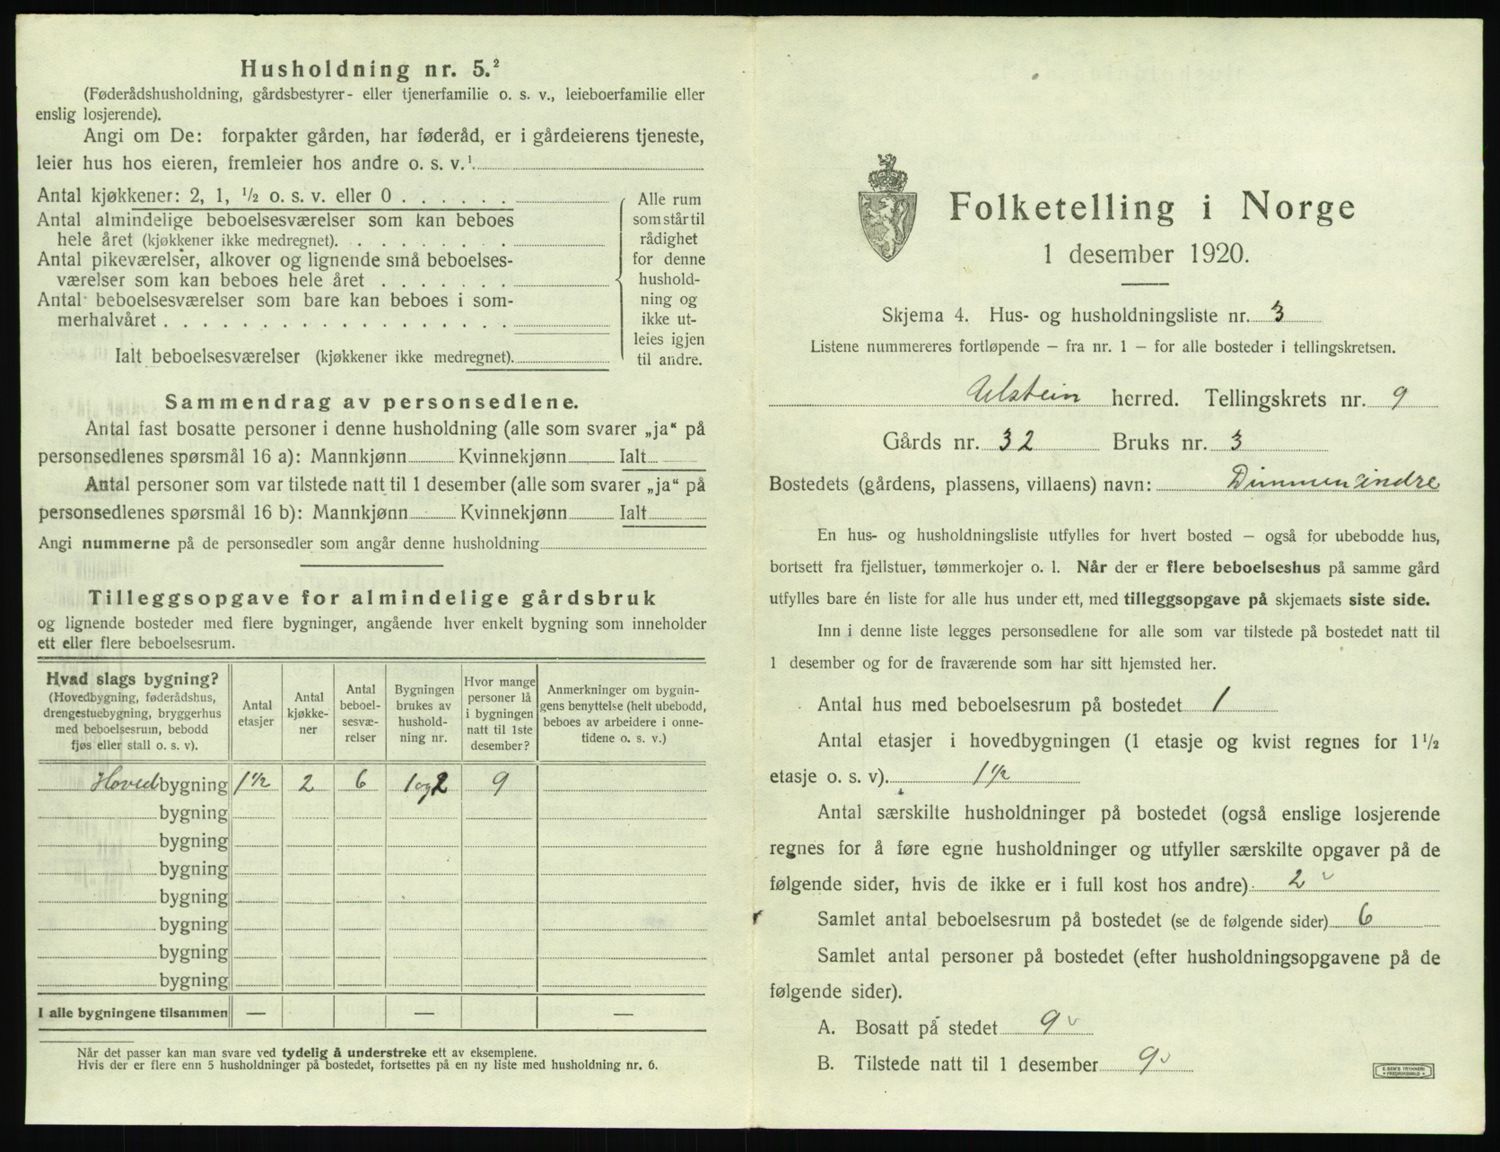 Husholdning nr. 5.²
(Føderådshusholdning, gårdsbestyrer- eller tjenerfamilie o. s. v., leieboerfamilie eller
enslig losjerende).
Angi om De: forpakter gården, har føderåd, er i gårdeierens tjeneste,
leier hus hos eieren, fremleier hos andre o. s. v.¹
Antal kjøkkener: 2, 1, ½ o. s. v. eller 0 . . . . . .
Antal almindelige beboelsesværelser som kan beboes
hele året (kjøkkener ikke medregnet). . . . . . . . .
Antal pikeværelser, alkover og lignende små beboelses-
værelser som kan beboes hele året . . . . . . .
Antal beboelsesværelser som bare kan beboes i som-
merhalvåret . . . . . . . . . . . . . . . . . .
Ialt beboelsesværelser (kjøkkener ikke medregnet).
Alle rum
som står til
rådighet
for denne
hushold-
ning og
ikke ut-
leies igjen
til andre.
Sammendrag av personsedlene.
Antal fast bosatte personer i denne husholdning (alle som svarer „ja“ på
personsedlenes spørsmål 16 a): Mannkjønn Kvinnekjønn Ialt
Antal personer som var tilstede natt til 1 desember (alle som svarer „ja“ på
personsedlenes spørsmål 16 b): Mannkjønn Kvinnekjønn Ialt
Angi nummerne på de personsedler som angår denne husholdning
Tilleggsopgave for almindelige gårdsbruk
og lignende bosteder med flere bygninger, angående hver enkelt bygning som inneholder
ett eller flere beboelsesrum.
Hvad slags bygning?
(Hovedbygning, føderådshus,
drengestuebygning, bryggerhus
med beboelsesrum, bebodd
fjøs eller stall o. s. v).
Antal
etasjer
Antal
kjøkke-
ner
Antal
beboel-
sesvæ-
relser
Bygningen
brukes av
hushold-
ning nr.
Hvor mange
personer lå
i bygningen
natt til 1ste
desember?
Anmerkninger om bygnin-
gens benyttelse (helt ubebodd,
beboes av arbeidere i onne-
tidene o. s. v.)
Hovedbygning 1½ 2 6 1 og 2 9
bygning
bygning
bygning
bygning
bygning
bygning
bygning
I alle bygningene tilsammen — — —
Når det passer kan man svare ved tydelig å understreke ett av eksemplene.
Hvis der er flere enn 5 husholdninger på bostedet, fortsettes på en ny liste med husholdning nr. 6.
Folketelling i Norge
1 desember 1920.
Skjema 4. Hus- og husholdningsliste nr. 3
Listene nummereres fortløpende – fra nr. 1 – for alle bosteder i tellingskretsen.
Ulstein herred. Tellingskrets nr. 9
Gårds nr. 32 Bruks nr. 3
Bostedets (gårdens, plassens, villaens) navn: Dimmen indre
En hus- og husholdningsliste utfylles for hvert bosted – også for ubebodde hus,
bortsett fra fjellstuer, tømmerkojer o. l. Når der er flere beboelseshus på samme gård
utfylles bare én liste for alle hus under ett, med tilleggsopgave på skjemaets siste side.
Inn i denne liste legges personsedlene for alle som var tilstede på bostedet natt til
1 desember og for de fraværende som har sitt hjemsted her.
Antal hus med beboelsesrum på bostedet 1
Antal etasjer i hovedbygningen (1 etasje og kvist regnes for 1½
etasje o. s. v). 1½
Antal særskilte husholdninger på bostedet (også enslige losjerende
regnes for å føre egne husholdninger og utfyller særskilte opgaver på de
følgende sider, hvis de ikke er i full kost hos andre) 2
Samlet antal beboelsesrum på bostedet (se de følgende sider) 6
Samlet antal personer på bostedet (efter husholdningsopgavene på de
følgende sider).
A. Bosatt på stedet 9
B. Tilstede natt til 1 desember 9